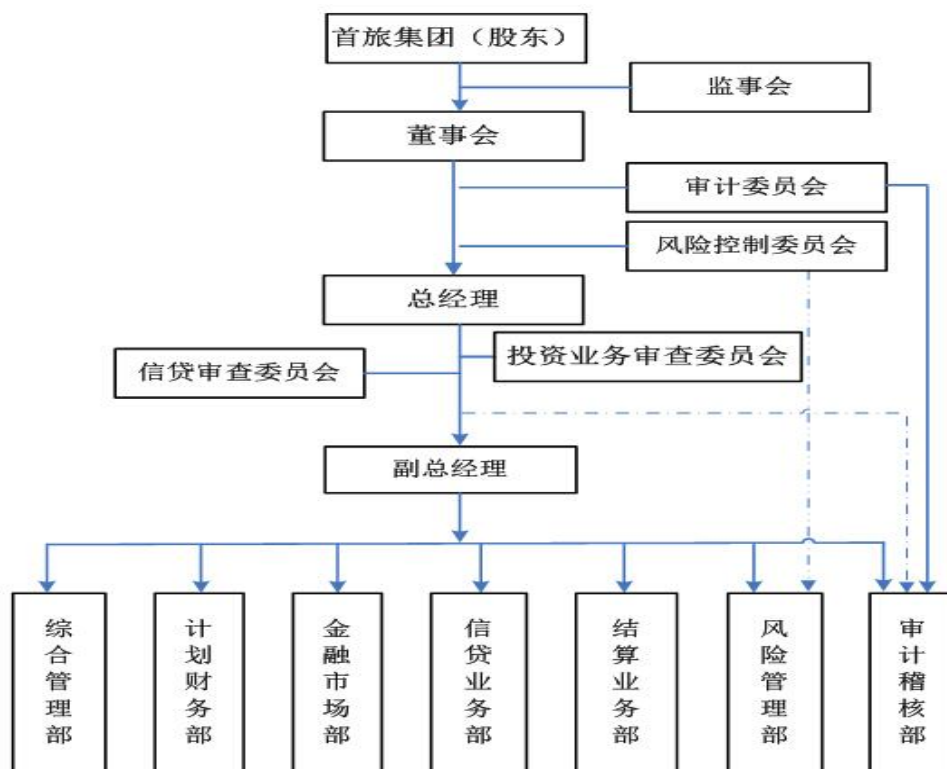 首旅集团（股东）
监事会
董事会
审计委员会
风险控制委员会
总经理
投资业务审查委员会
信贷审查委员会
副总经理
综合管理部
计划财务部
金融市场部
信贷业务部
结算业务部
风险管理部
审计稽核部